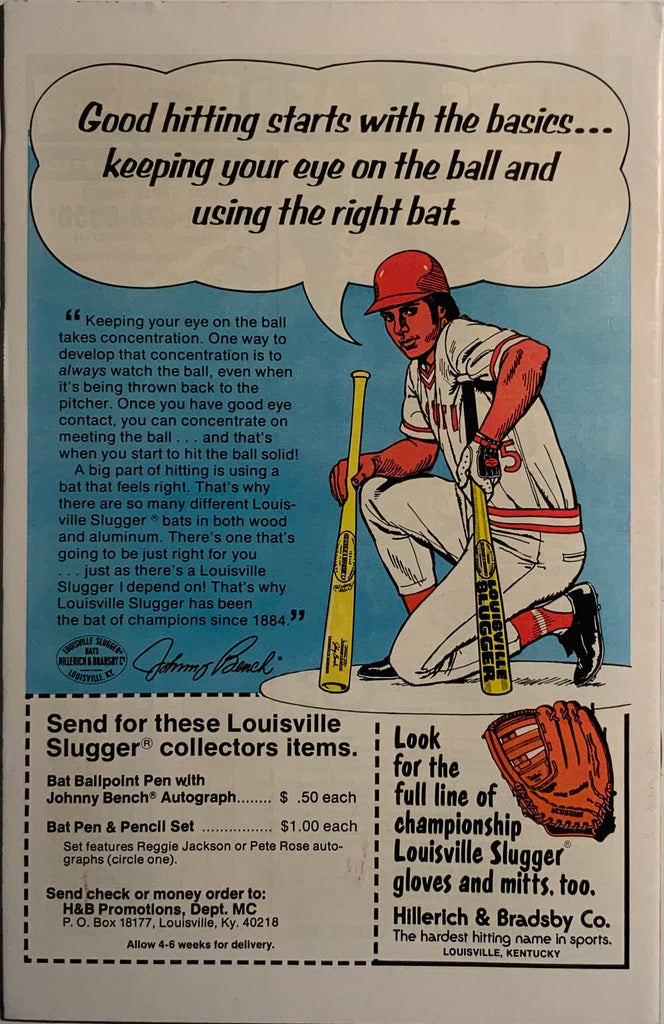 Good hitting starts with the basics...
keeping your eye on the ball and
using the right bat.
“ Keeping your eye on the ball
takes concentration. One way to
develop that concentration is to
always watch the ball, even when
it's being thrown back to the
pitcher. Once you have good eye
contact, you can concentrate on
meeting the ball . . . and that's
when you start to hit the ball solid!
A big part of hitting is using a
bat that feels right. That's why
there are so many different Louis-
ville Slugger ® bats in both wood
and aluminum. There's one that's
going to be just right for you
. . . just as there's a Louisville
Slugger I depend on! That's why
Louisville Slugger has been
the bat of champions since 1884.”
5
LOUISVILLE
SLUGGER
LOUISVILLE SLUGGER®
BATS
HILLERICH & BRADSBY Cº
LOUISVILLE, KY.
Johnny Bench®
Send for these Louisville
Slugger® collectors items.
Bat Ballpoint Pen with
Johnny Bench® Autograph........ $ .50 each
Bat Pen & Pencil Set ................ $1.00 each
Set features Reggie Jackson or Pete Rose auto-
graphs (circle one).
Send check or money order to:
H&B Promotions, Dept. MC
P. O. Box 18177, Louisville, Ky. 40218
Allow 4-6 weeks for delivery.
Look
for the
full line of
championship
Louisville Slugger®
gloves and mitts, too.
Hillerich & Bradsby Co.
The hardest hitting name in sports.
LOUISVILLE, KENTUCKY